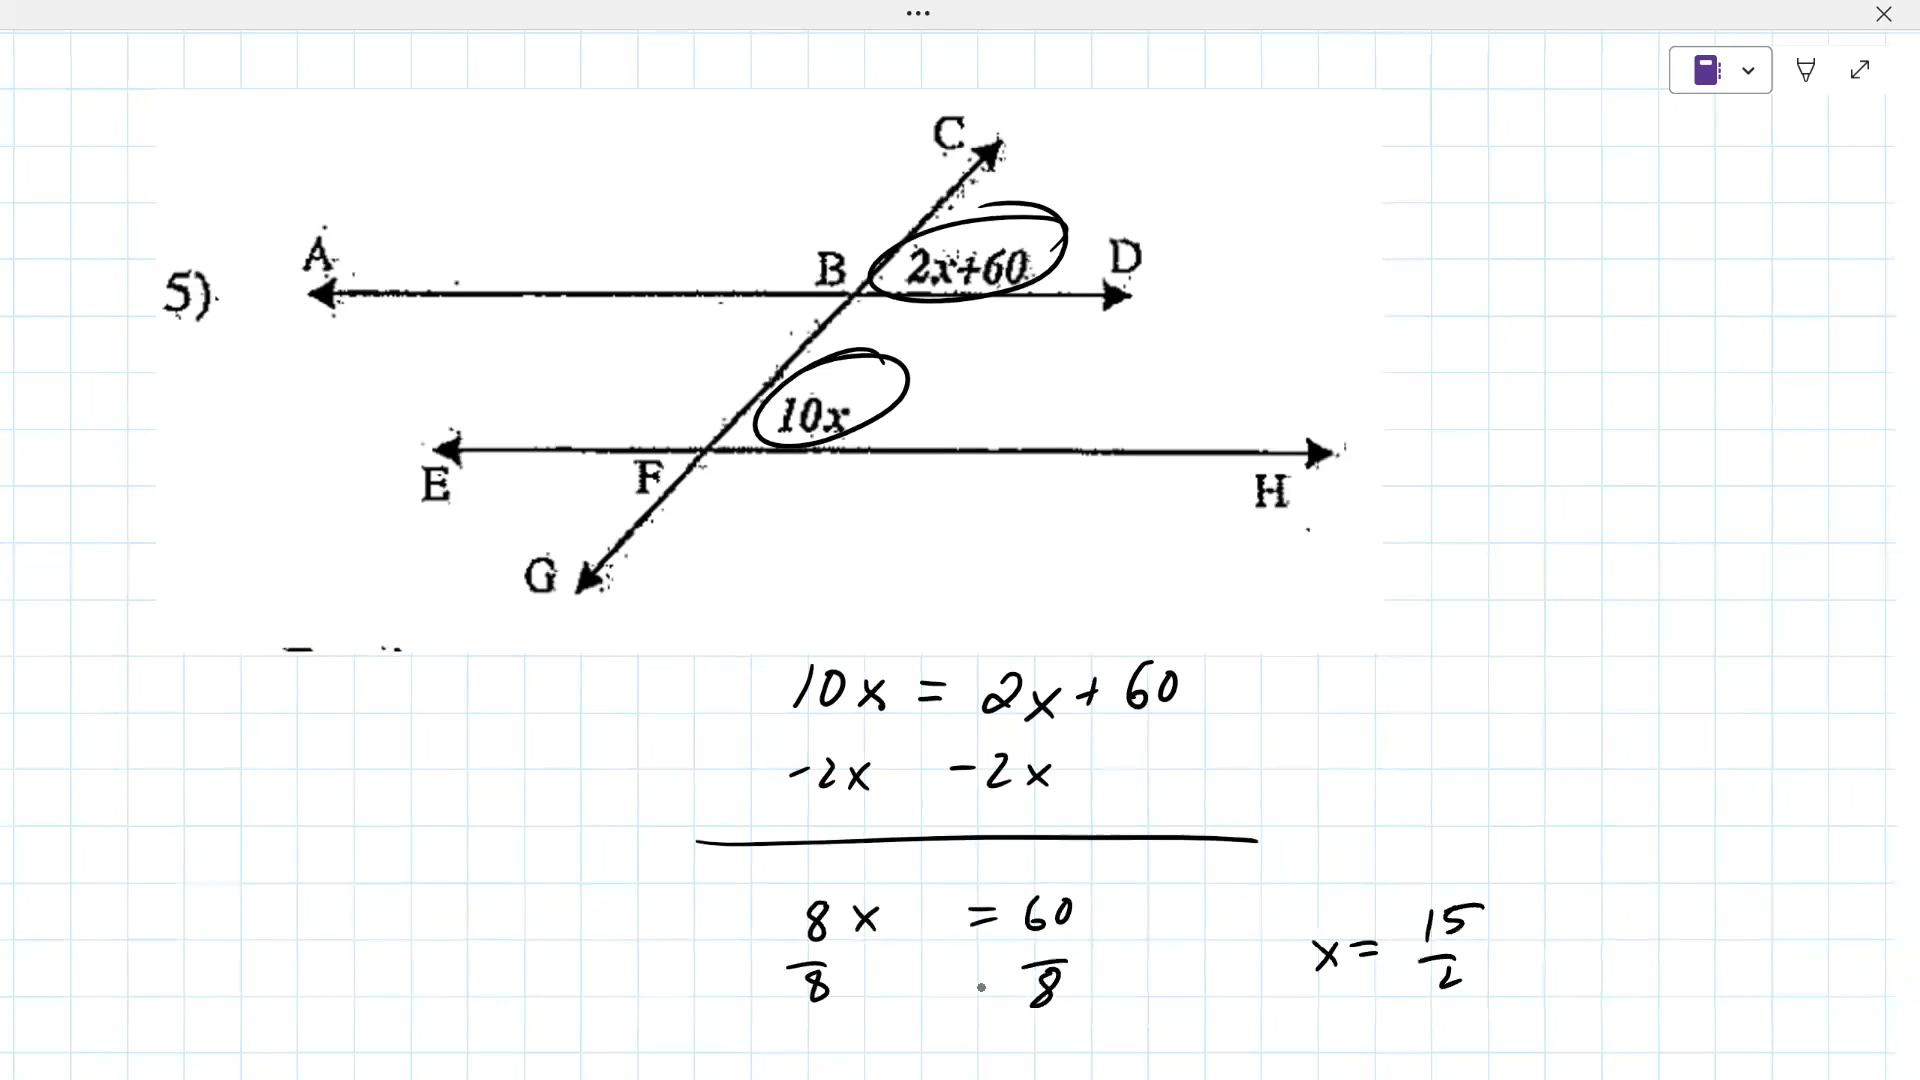 C
A
B 2x+60 D
5)
10x
E F H
G
10x = 2x + 60
-2x -2x
8x = 60
8 8
x = 15
2